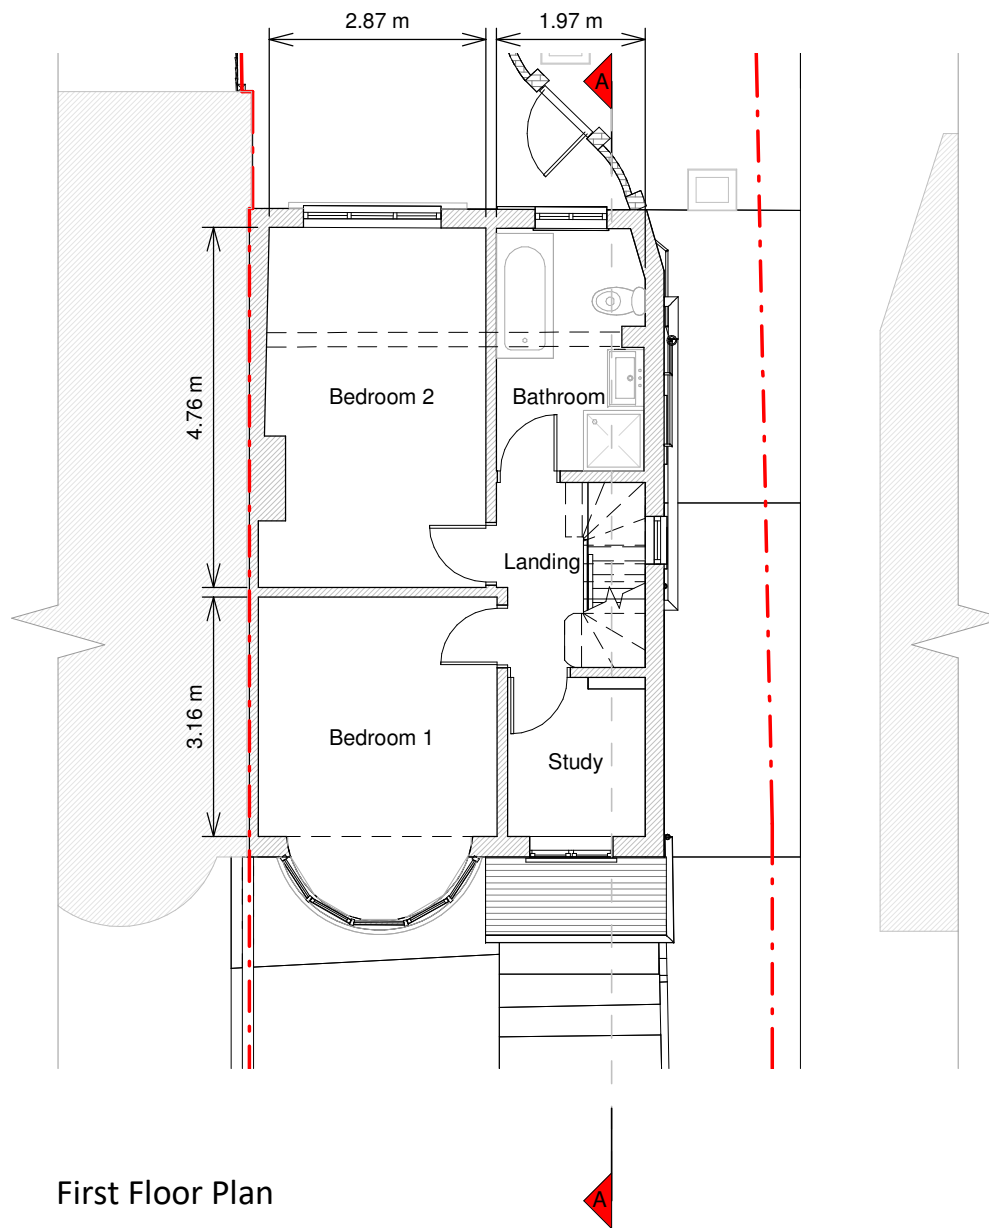 2.87 m
1.97 m
A
4.76 m
Bedroom 2
Bathroom
Landing
3.16 m
Bedroom 1
Study
First Floor Plan
A